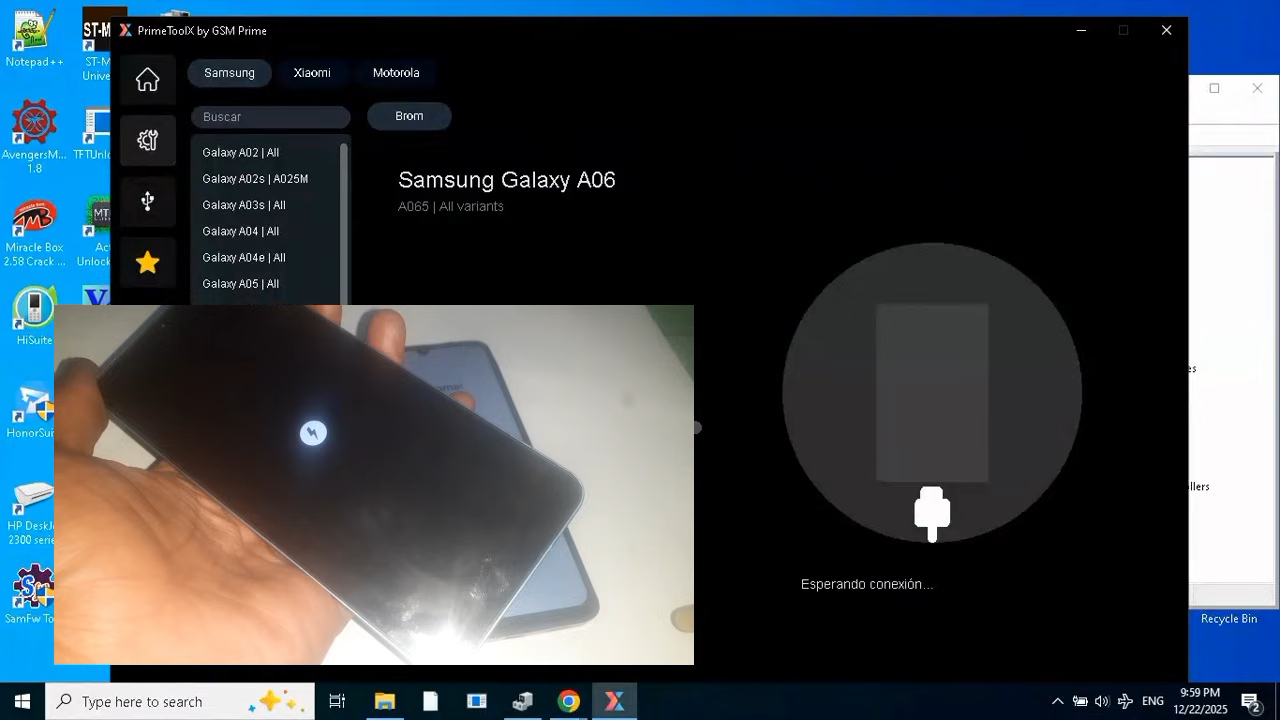 PrimeToolX by GSM Prime
Notepad++
ST-M
Unive
AvengersM...
1.8
TFTUnlo
Miracle Box
2.58 Crack ...
Ac
Unlock
HiSuite
HonorSui
HP DeskJ
2300 serie
SamFw To
Samsung
Xiaomi
Motorola
Buscar
Brom
Galaxy A02 | All
Galaxy A02s | A025M
Galaxy A03s | All
Galaxy A04 | All
Galaxy A04e | All
Galaxy A05 | All
Samsung Galaxy A06
A065 | All variants
Esperando conexión...
es
llers
Recycle Bin
Type here to search
ENG
9:59 PM
12/22/2025
2